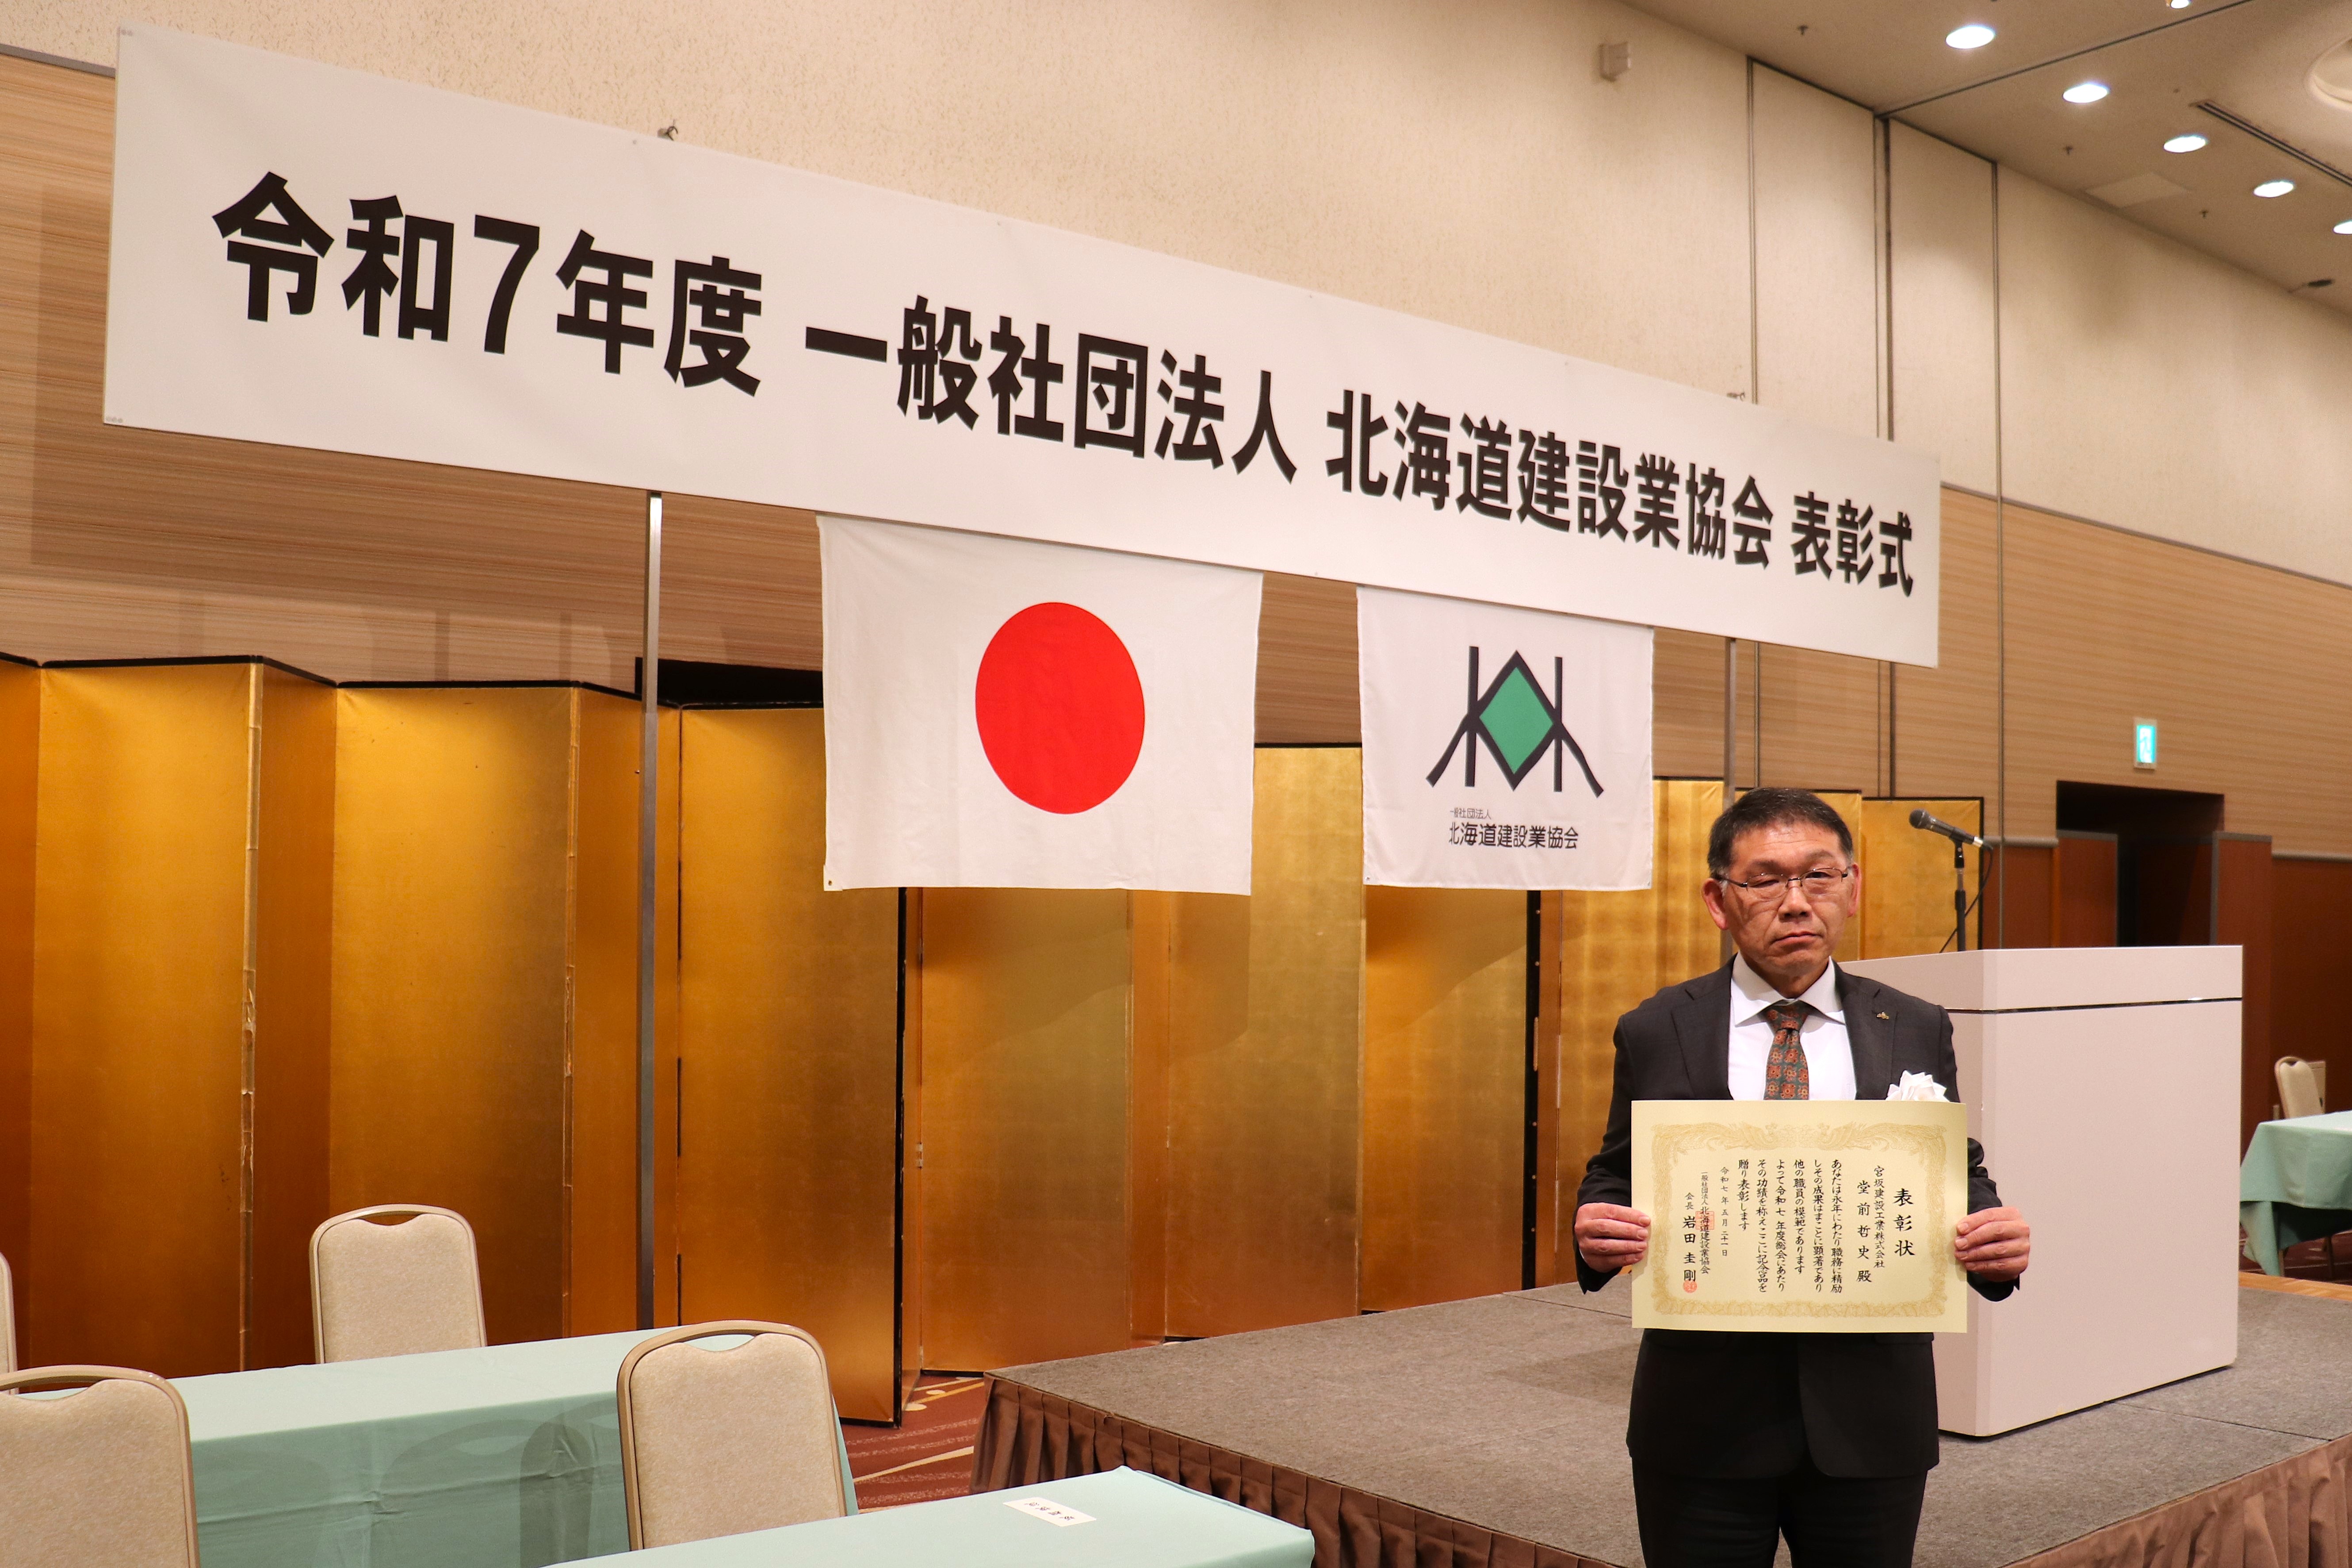 令和7年度 一般社団法人 北海道建設業協会 表彰式
一般社団法人
北海道建設業協会
表彰状
宮坂建設工業株式会社
堂前哲史殿
あなたは永年にわたり職務に精励
しその成果はまことに顕著であり
他の職員の模範であります
よって令和七年度総会にあたり
その功績を称えここに記念品を
贈り表彰します
令和七年五月二十一日
一般社団法人北海道建設業協会
会長 岩田圭剛